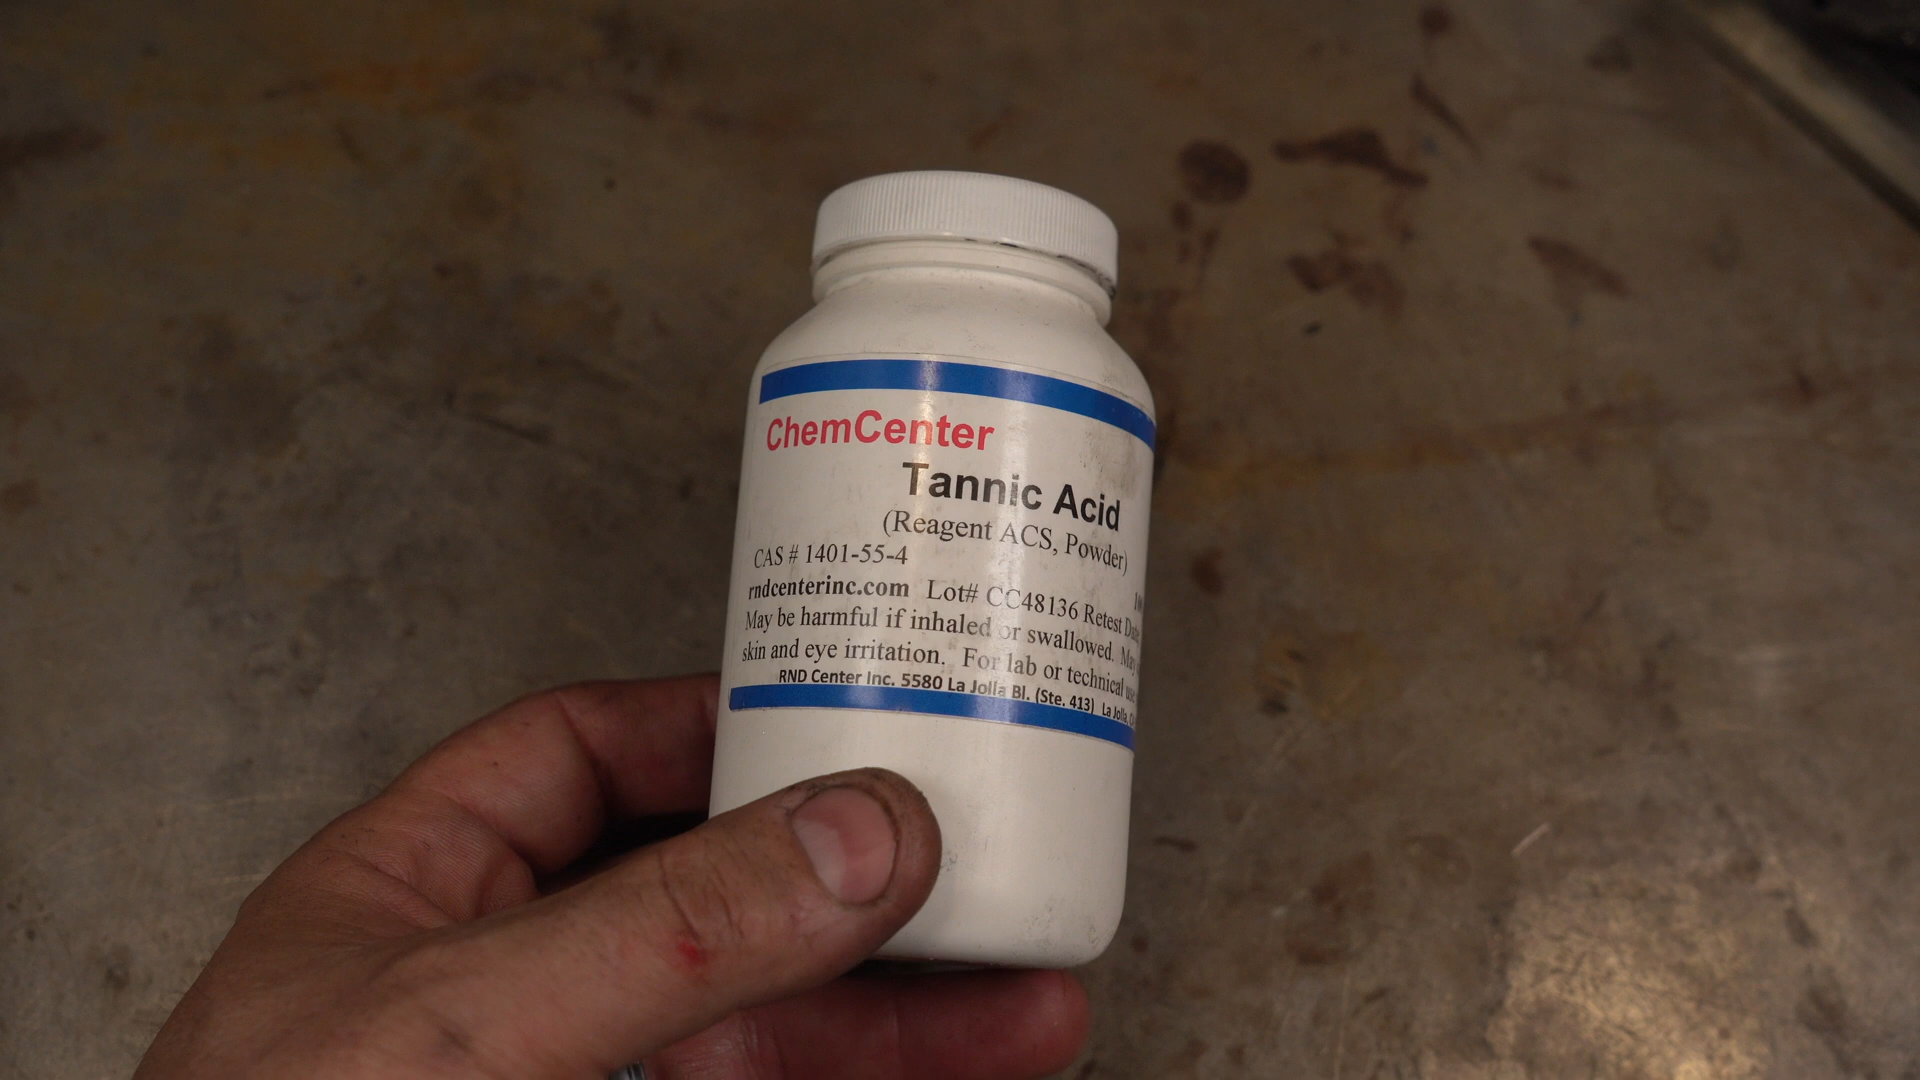 ChemCenter
Tannic Acid
(Reagent ACS, Powder)
CAS # 1401-55-4
rndcenterinc.com Lot# CC48136 Retest
May be harmful if inhaled or swallowed. May
skin and eye irritation. For lab or technical use
RND Center Inc. 5580 La Jolla Bl. (Ste. 413) La Jolla,